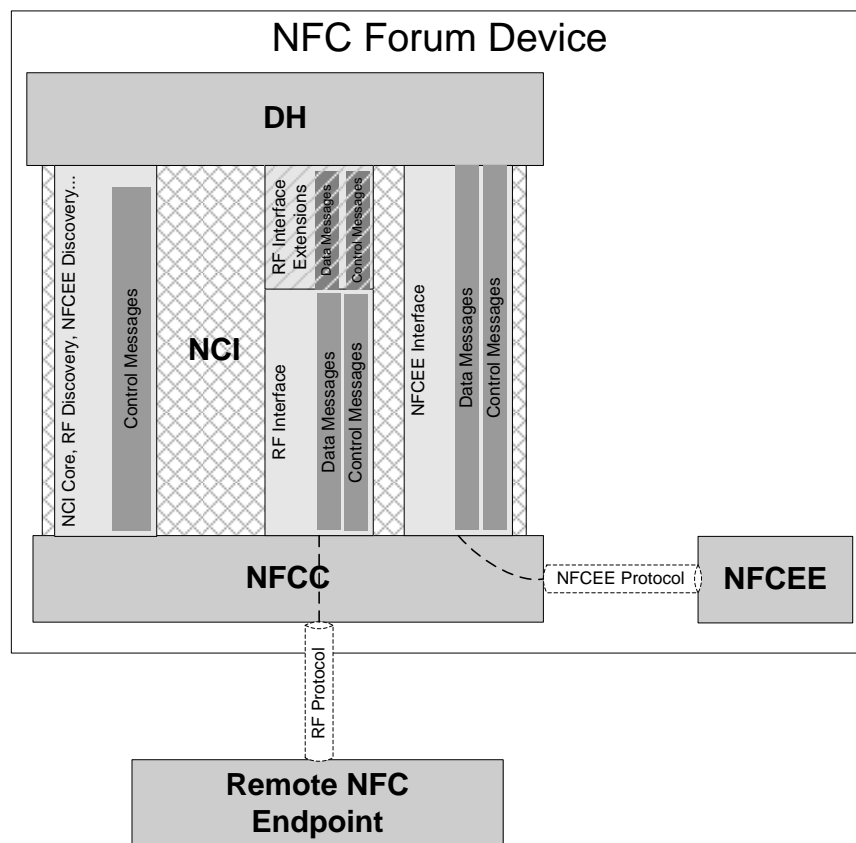 NFC Forum Device
DH
NCI Core, RF Discovery, NFCEE Discovery...
Control Messages
NCI
RF Interface
Extensions
Data Messages
Control Messages
RF Interface
Data Messages
Control Messages
NFCEE Interface
Data Messages
Control Messages
NFCC
NFCEE Protocol
NFCEE
RF Protocol
Remote NFC
Endpoint